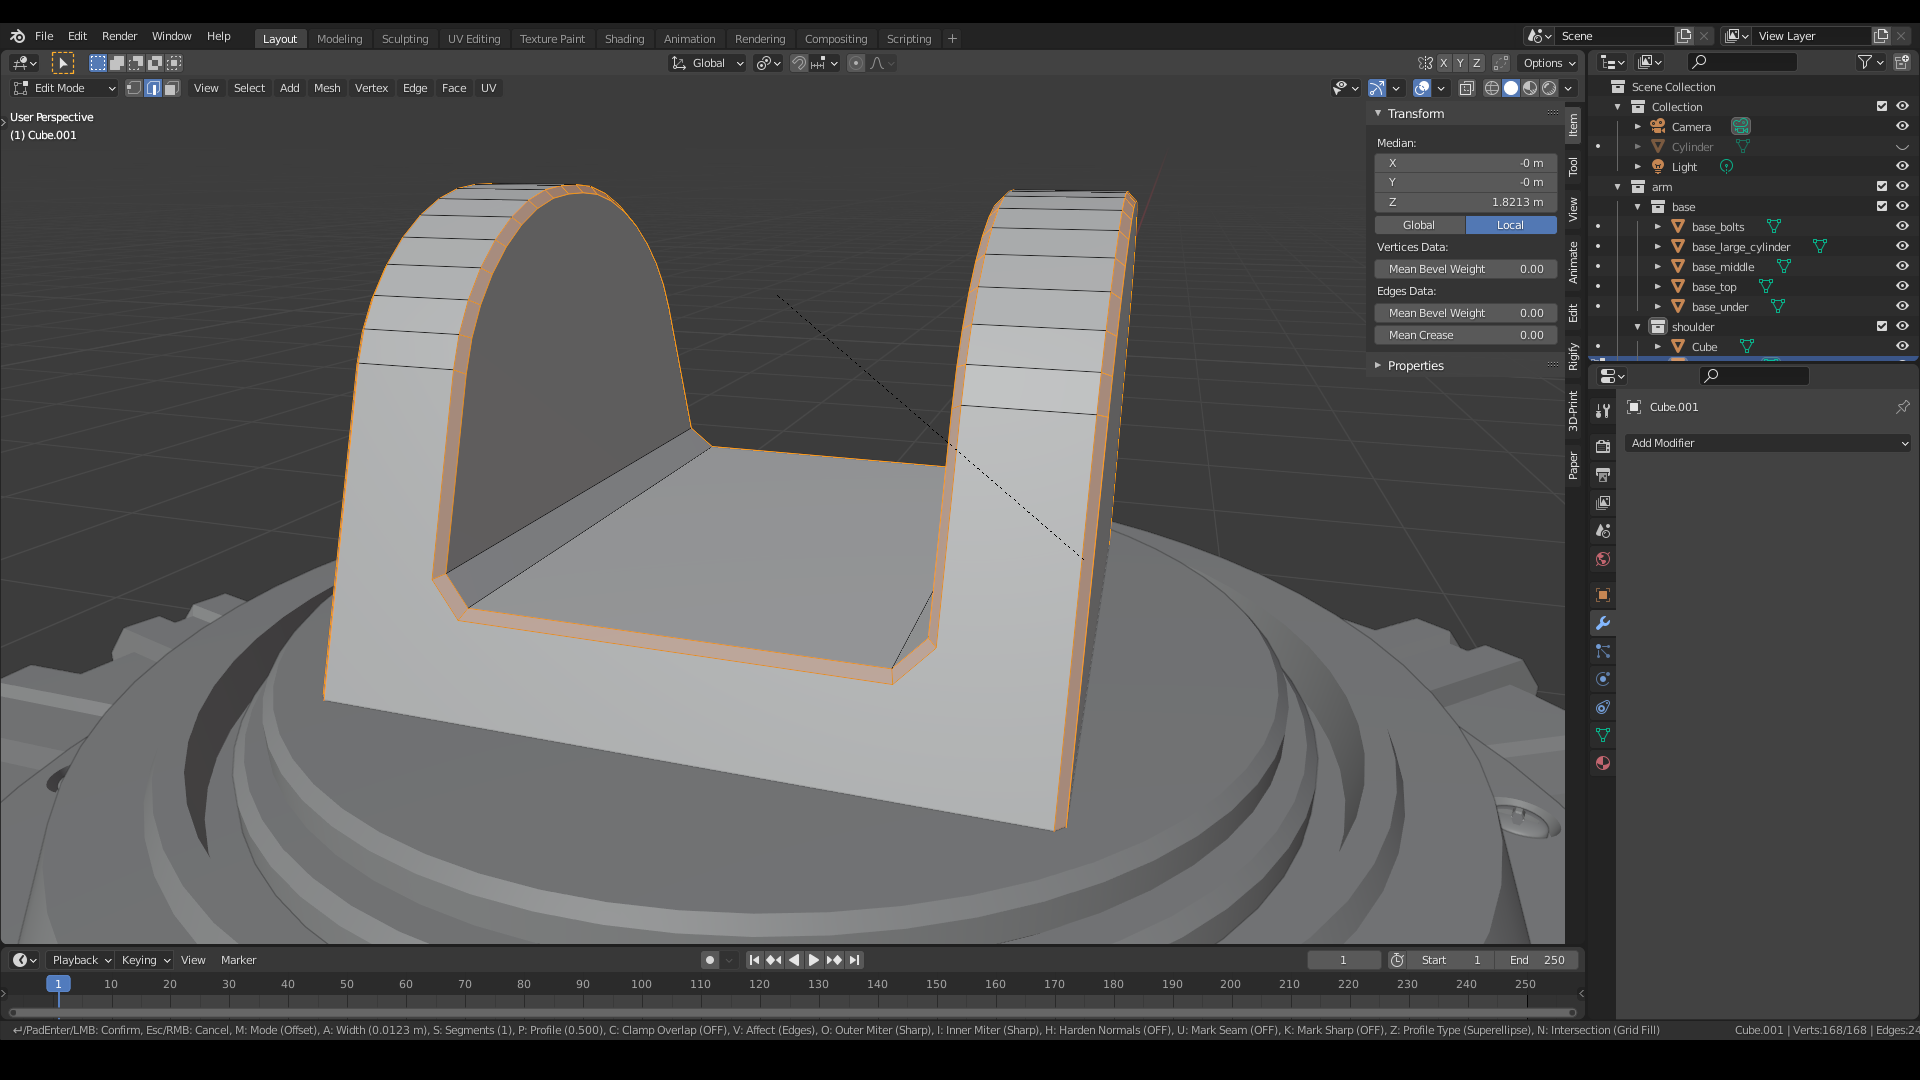 File Edit Render Window Help Layout Modeling Sculpting UV Editing Texture Paint Shading Animation Rendering Compositing Scripting + Scene View Layer
Global X Y Z Options
Edit Mode View Select Add Mesh Vertex Edge Face UV
User Perspective
(1) Cube.001
Transform
Median:
X -0 m
Y -0 m
Z 1.8213 m
Global Local
Vertices Data:
Mean Bevel Weight 0.00
Edges Data:
Mean Bevel Weight 0.00
Mean Crease 0.00
Properties
Item
Tool
View
Animate
Edit
Rigify
3D-Print
Paper
Scene Collection
Collection
Camera
Cylinder
Light
arm
base
base_bolts
base_large_cylinder
base_middle
base_top
base_under
shoulder
Cube
Cube.001
Add Modifier
Playback Keying View Marker 1 Start 1 End 250
1 10 20 30 40 50 60 70 80 90 100 110 120 130 140 150 160 170 180 190 200 210 220 230 240 250
↵/PadEnter/LMB: Confirm, Esc/RMB: Cancel, M: Mode (Offset), A: Width (0.0123 m), S: Segments (1), P: Profile (0.500), C: Clamp Overlap (OFF), V: Affect (Edges), O: Outer Miter (Sharp), I: Inner Miter (Sharp), H: Harden Normals (OFF), U: Mark Seam (OFF), K: Mark Sharp (OFF), Z: Profile Type (Superellipse), N: Intersection (Grid Fill) Cube.001 | Verts:168/168 | Edges:24